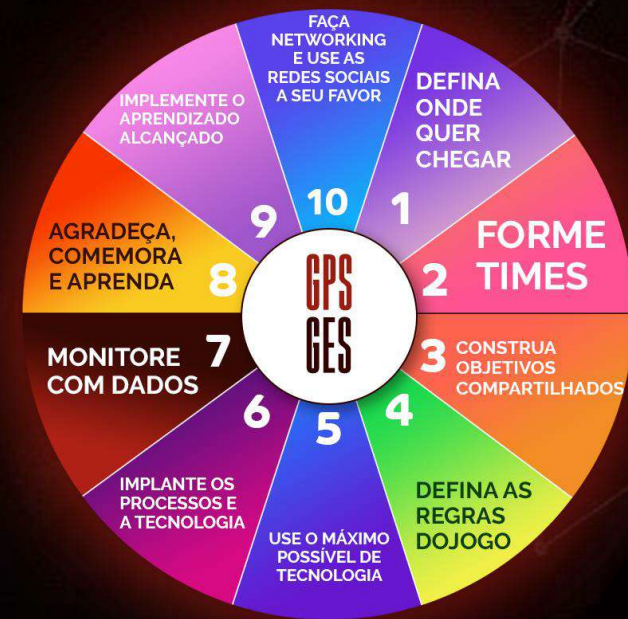 GPS
GES
1
DEFINA
ONDE
QUER
CHEGAR
2
FORME
TIMES
3
CONSTRUA
OBJETIVOS
COMPARTILHADOS
4
DEFINA AS
REGRAS
DOJOGO
5
USE O MÁXIMO
POSSÍVEL DE
TECNOLOGIA
6
IMPLANTE OS
PROCESSOS E
A TECNOLOGIA
7
MONITORE
COM DADOS
8
AGRADEÇA,
COMEMORA
E APRENDA
9
IMPLEMENTE O
APRENDIZADO
ALCANÇADO
10
FAÇA
NETWORKING
E USE AS
REDES SOCIAIS
A SEU FAVOR